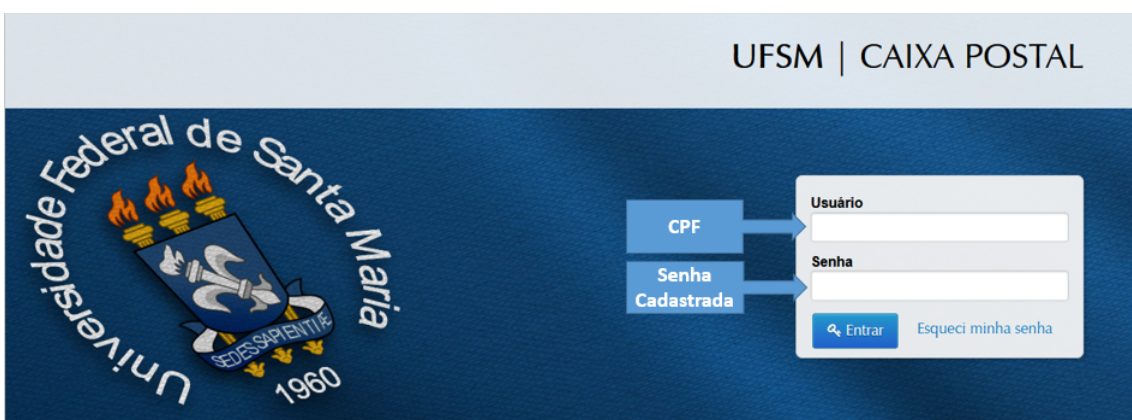 UFSM | CAIXA POSTAL
Universidade Federal de Santa Maria
SEDES SAPIENTIÆ
1960
CPF
Usuário
Senha
Cadastrada
Senha
Entrar
Esqueci minha senha